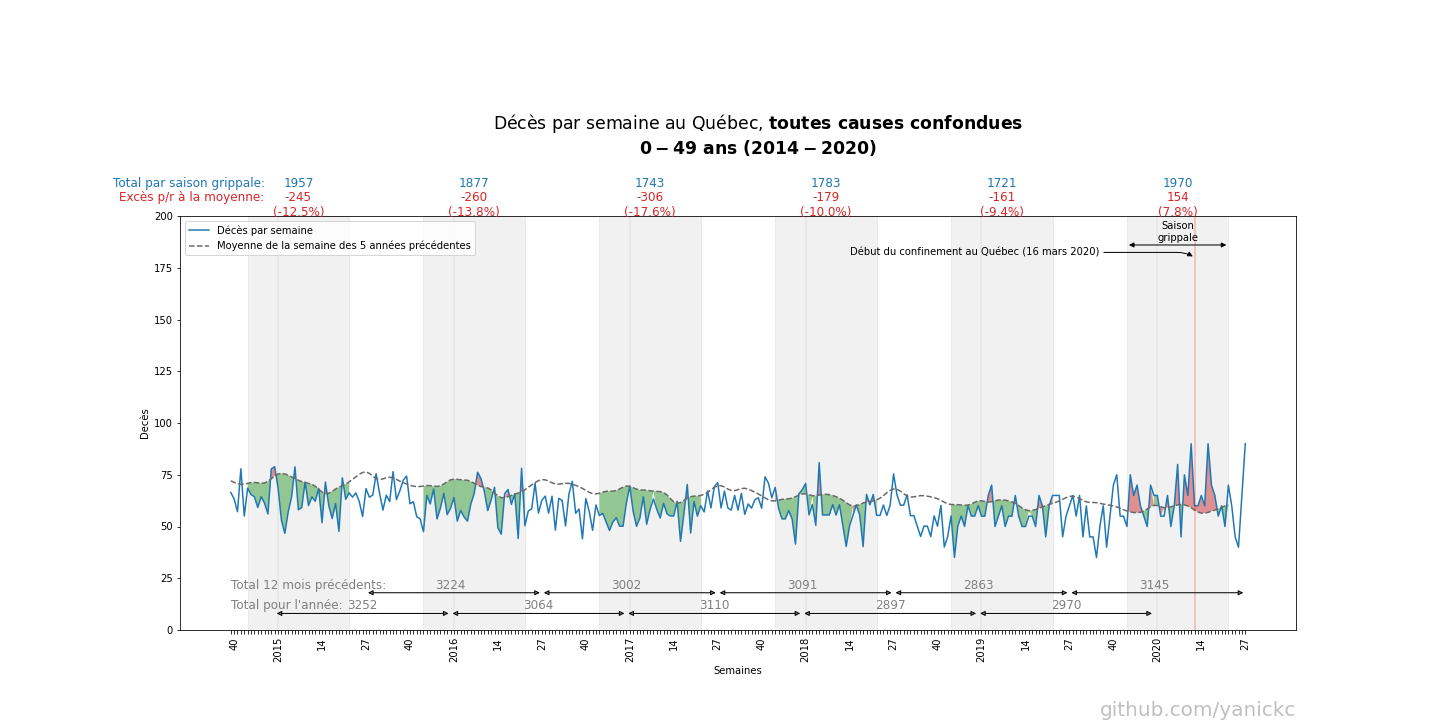 Décès par semaine au Québec, toutes causes confondues
0 – 49 ans (2014 – 2020)
Total par saison grippale: 1957 1877 1743 1783 1721 1970
Excès p/r à la moyenne: -245 -260 -306 -179 -161 154
(-12.5%) (-13.8%) (-17.6%) (-10.0%) (-9.4%) (7.8%)
200
Décès par semaine
Moyenne de la semaine des 5 années précédentes
Saison
grippale
Début du confinement au Québec (16 mars 2020)
175
150
125
100
Decès
75
50
25
Total 12 mois précédents: 3224 3002 3091 2863 3145
Total pour l'année: 3252 3064 3110 2897 2970
0
40 2015 14 27 40 2016 14 27 40 2017 14 27 40 2018 14 27 40 2019 14 27 40 2020 14 27
Semaines
github.com/yanickc